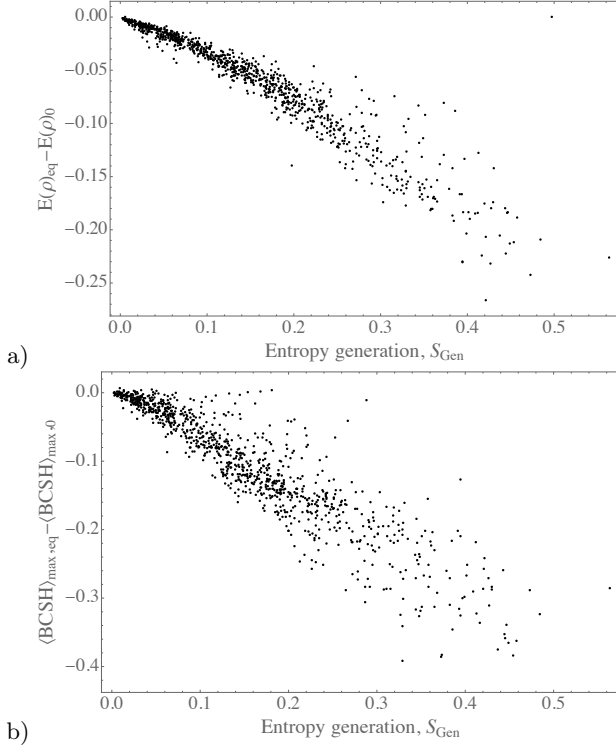 0.00
−0.05
−0.10
−0.15
−0.20
−0.25
E(ρ)eq−E(ρ)0
0.0 0.1 0.2 0.3 0.4 0.5
Entropy generation, SGen
a)
0.0
−0.1
−0.2
−0.3
−0.4
⟨BCSH⟩max,eq−⟨BCSH⟩max,0
0.0 0.1 0.2 0.3 0.4 0.5
Entropy generation, SGen
b)